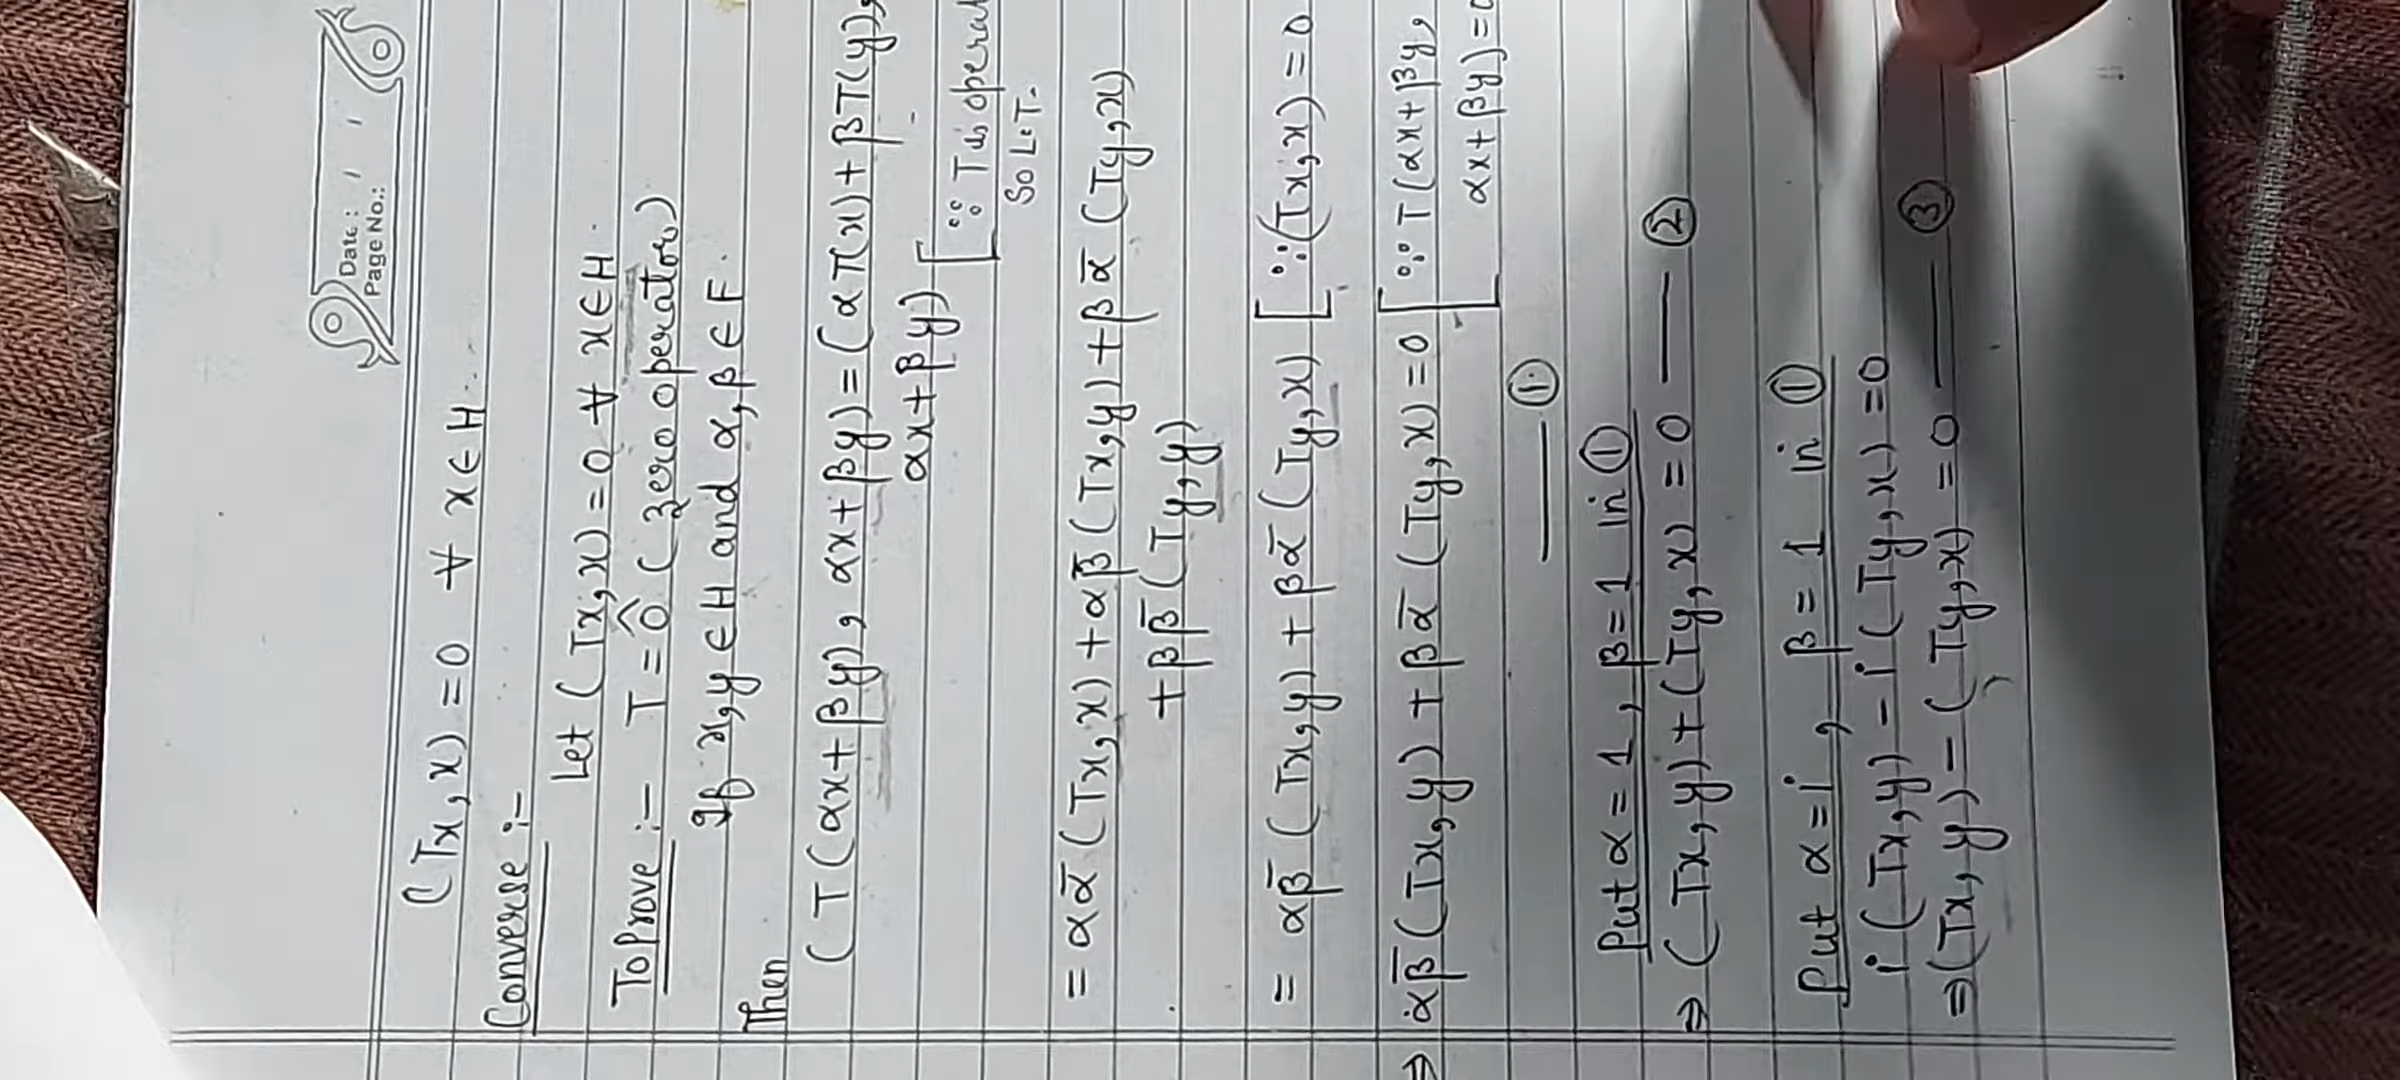 Date : / /
Page No.:
(Tx, x) = 0 ∀ x ∈ H.
Converse :-
Let (Tx, x) = 0 ∀ x ∈ H.
To Prove :- T = Ô (zero operator)
If x, y ∈ H and α, β ∈ F.
Then
(T(αx + βy), αx + βy) = (αT(x) + βT(y),
αx + βy) [∵ T is
So L.T.
= αᾱ(Tx, x) + αβ̄(Tx, y) + βᾱ(Ty, x)
+ ββ̄(Ty, y)
= αβ̄(Tx, y) + βᾱ(Ty, x) [∵ (Tx, x) = 0
⇒ αβ̄(Tx, y) + βᾱ(Ty, x) = 0 [∵ T(αx + βy,
αx + βy) = 0
—— ①
Put α = 1, β = 1 in ①
⇒ (Tx, y) + (Ty, x) = 0 —— ②
Put α = i, β = 1 in ①
i(Tx, y) - i(Ty, x) = 0
⇒ (Tx, y) - (Ty, x) = 0 —— ③